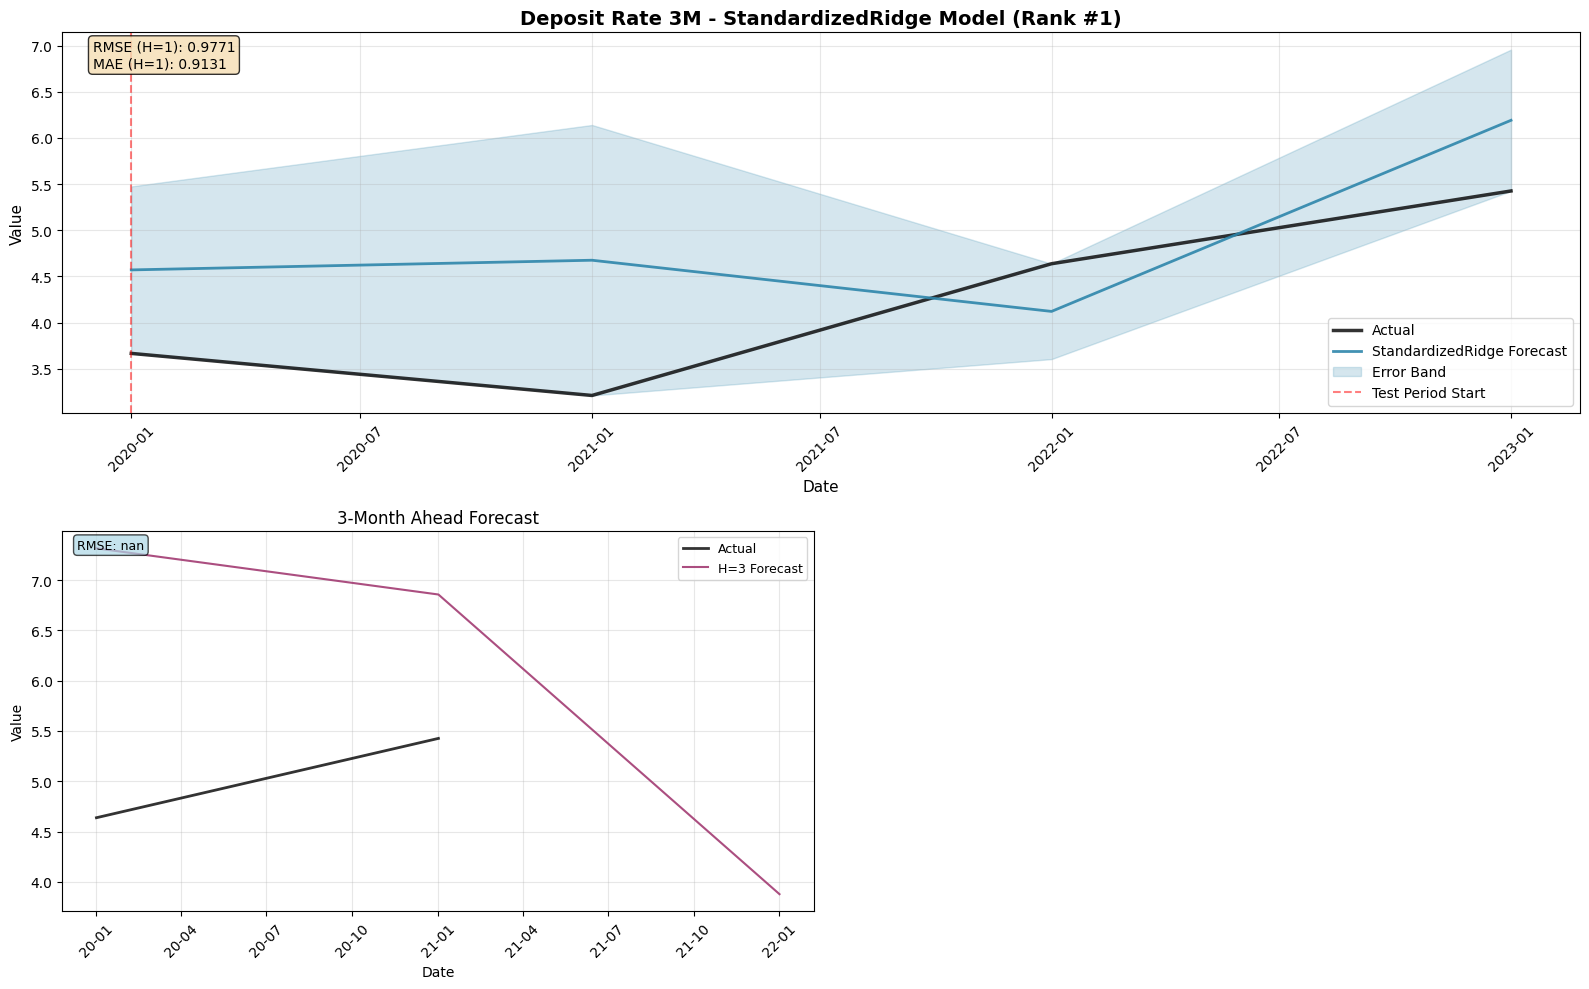 Deposit Rate 3M - StandardizedRidge Model (Rank #1)
RMSE (H=1): 0.9771
MAE (H=1): 0.9131
7.0
6.5
6.0
5.5
5.0
4.5
4.0
3.5
Value
Actual
StandardizedRidge Forecast
Error Band
Test Period Start
2020-01
2020-07
2021-01
2021-07
2022-01
2022-07
2023-01
Date
3-Month Ahead Forecast
RMSE: nan
Actual
H=3 Forecast
7.0
6.5
6.0
5.5
5.0
4.5
4.0
Value
20-01
20-04
20-07
20-10
21-01
21-04
21-07
21-10
22-01
Date